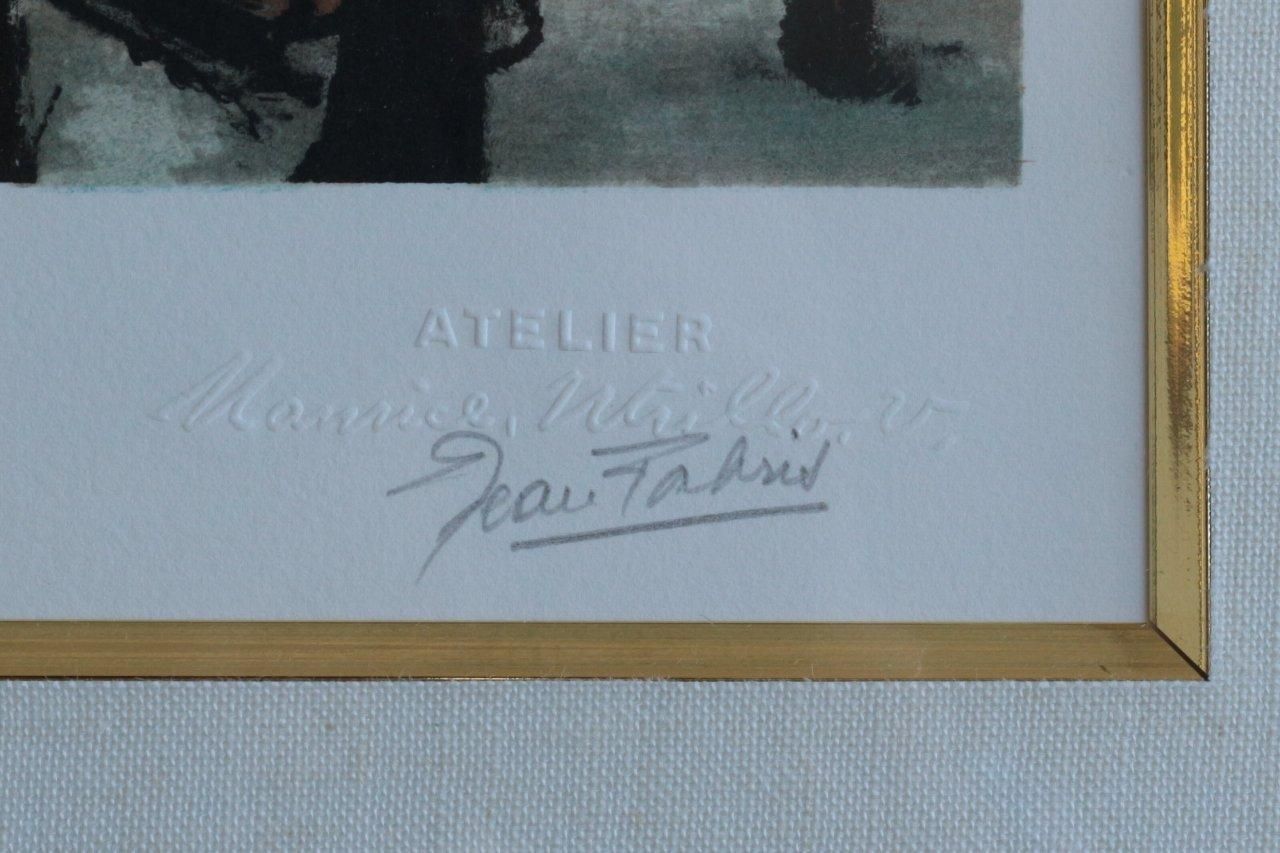 ATELIER
Maurice, Utrillo, V.
Jean Fabris